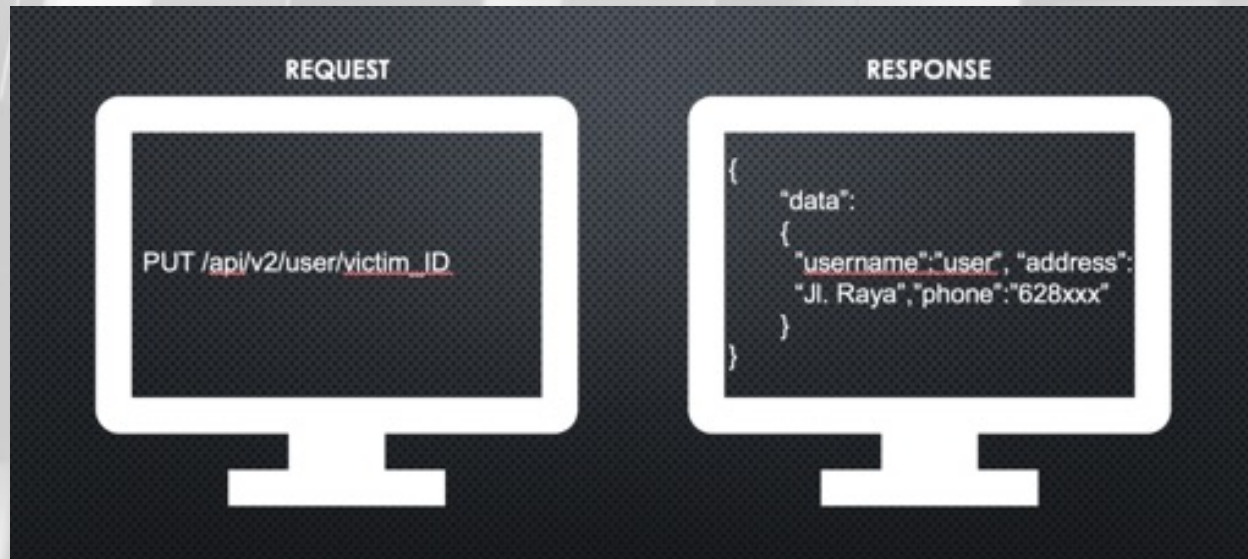 REQUEST
PUT /api/v2/user/victim_ID
RESPONSE
{
"data":
{
"username";"user", "address":
"Jl. Raya","phone":"628xxx"
}
}